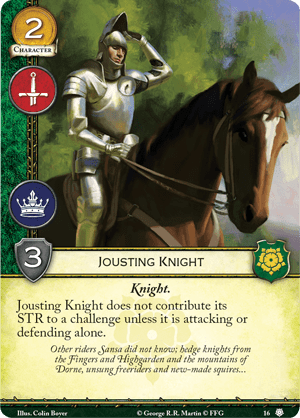 2
CHARACTER
3
JOUSTING KNIGHT
Knight.
Jousting Knight does not contribute its
STR to a challenge unless it is attacking or
defending alone.
Other riders Sansa did not know; hedge knights from
the Fingers and Highgarden and the mountains of
Dorne, unsung freeriders and new-made squires...
Illus. Colin Boyer © George R.R. Martin © FFG 16